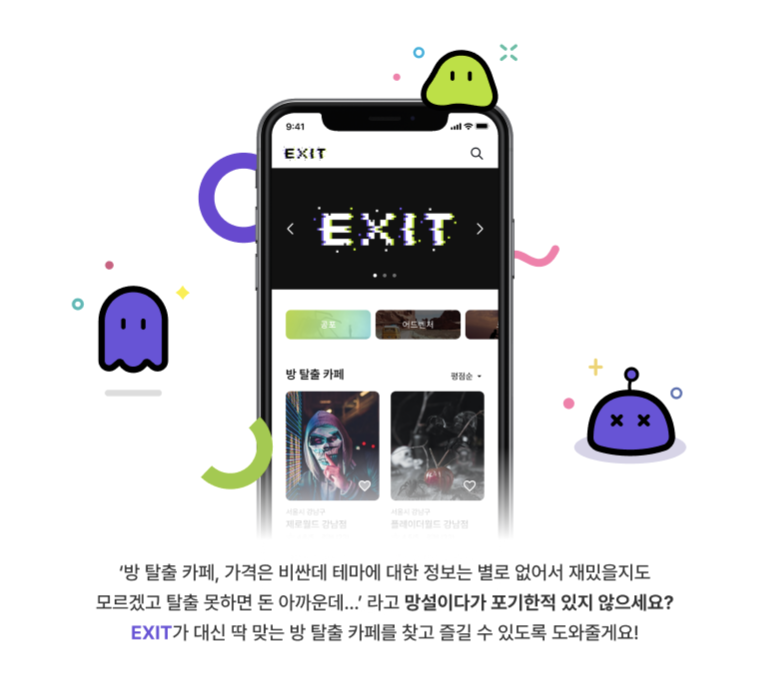 9:41
EXIT
EXIT
공포
어드벤처
방 탈출 카페
평점순
서울시 강남구
서울시 강남구
제로월드 강남점
플레이더월드 강남점
‘방 탈출 카페, 가격은 비싼데 테마에 대한 정보는 별로 없어서 재밌을지도
모르겠고 탈출 못하면 돈 아까운데...’ 라고 망설이다가 포기한적 있지 않으세요?
EXIT가 대신 딱 맞는 방 탈출 카페를 찾고 즐길 수 있도록 도와줄게요!